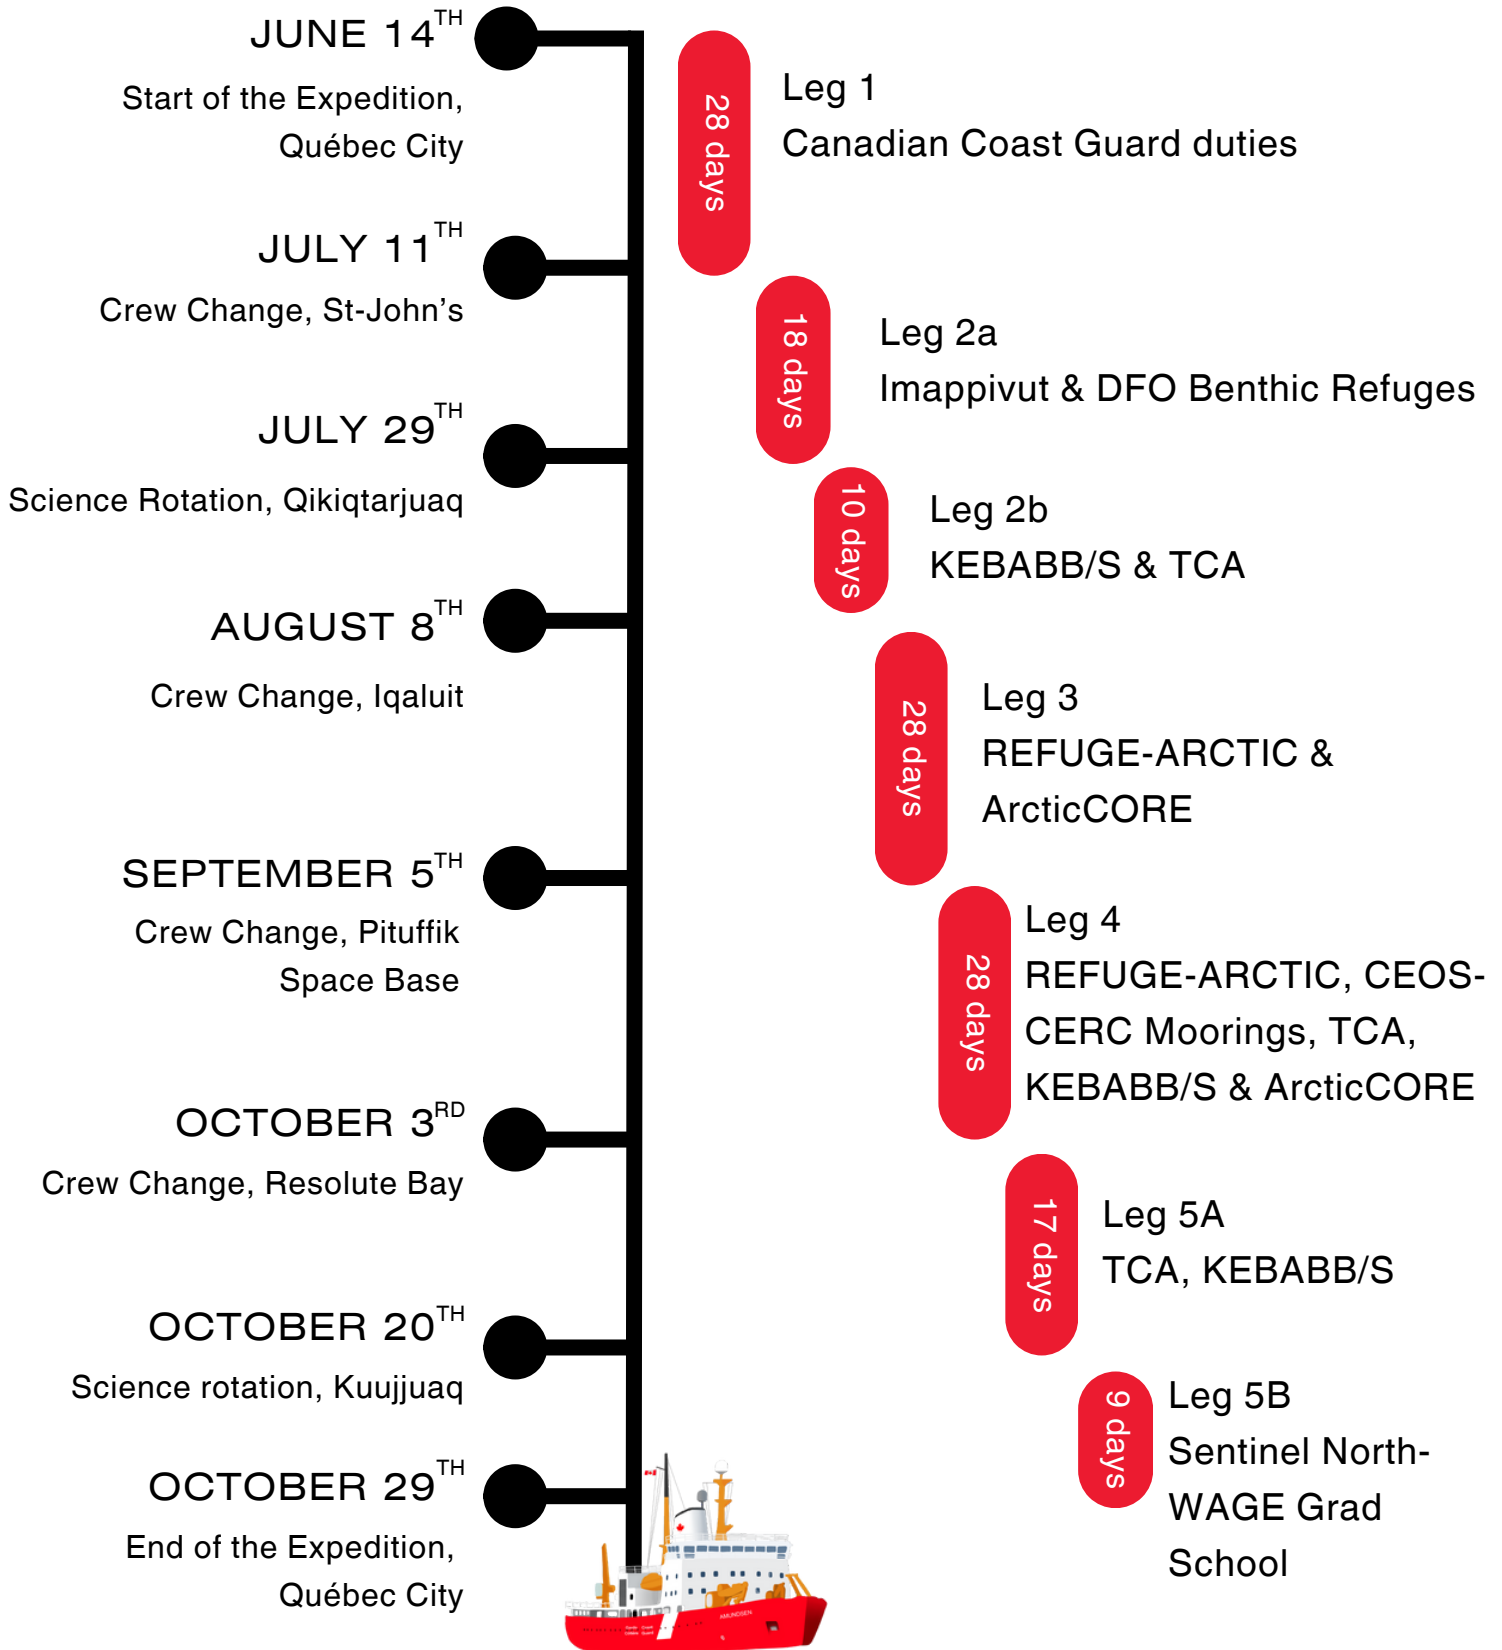 JUNE 14TH
Start of the Expedition,
Québec City
28 days
Leg 1
Canadian Coast Guard duties
JULY 11TH
Crew Change, St-John’s
18 days
Leg 2a
Imappivut & DFO Benthic Refuges
JULY 29TH
Science Rotation, Qikiqtarjuaq
10 days
Leg 2b
KEBABB/S & TCA
AUGUST 8TH
Crew Change, Iqaluit
28 days
Leg 3
REFUGE-ARCTIC &
ArcticCORE
SEPTEMBER 5TH
Crew Change, Pituffik
Space Base
28 days
Leg 4
REFUGE-ARCTIC, CEOS-
CERC Moorings, TCA,
KEBABB/S & ArcticCORE
OCTOBER 3RD
Crew Change, Resolute Bay
17 days
Leg 5A
TCA, KEBABB/S
OCTOBER 20TH
Science rotation, Kuujjuaq
9 days
Leg 5B
Sentinel North-
WAGE Grad
School
OCTOBER 29TH
End of the Expedition,
Québec City
AMUNDSEN